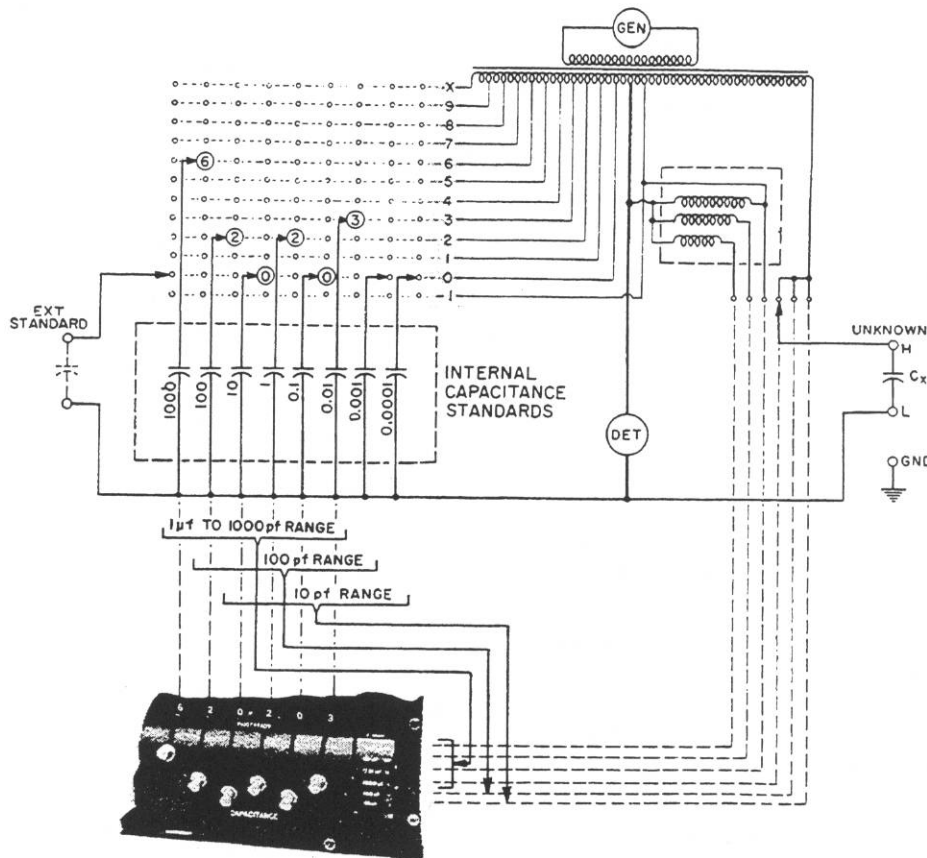 GEN
X
9
8
7
6
6
5
4
3
3
2
2
2
1
0
0
0
-1
EXT
STANDARD
1000
100
10
1
0.1
0.01
0.001
0.0001
INTERNAL
CAPACITANCE
STANDARDS
DET
UNKNOWN
H
Cx
L
GND
1µf TO 1000pf RANGE
100 pf RANGE
10 pf RANGE
6 2 0 2 0 3
CAPACITANCE